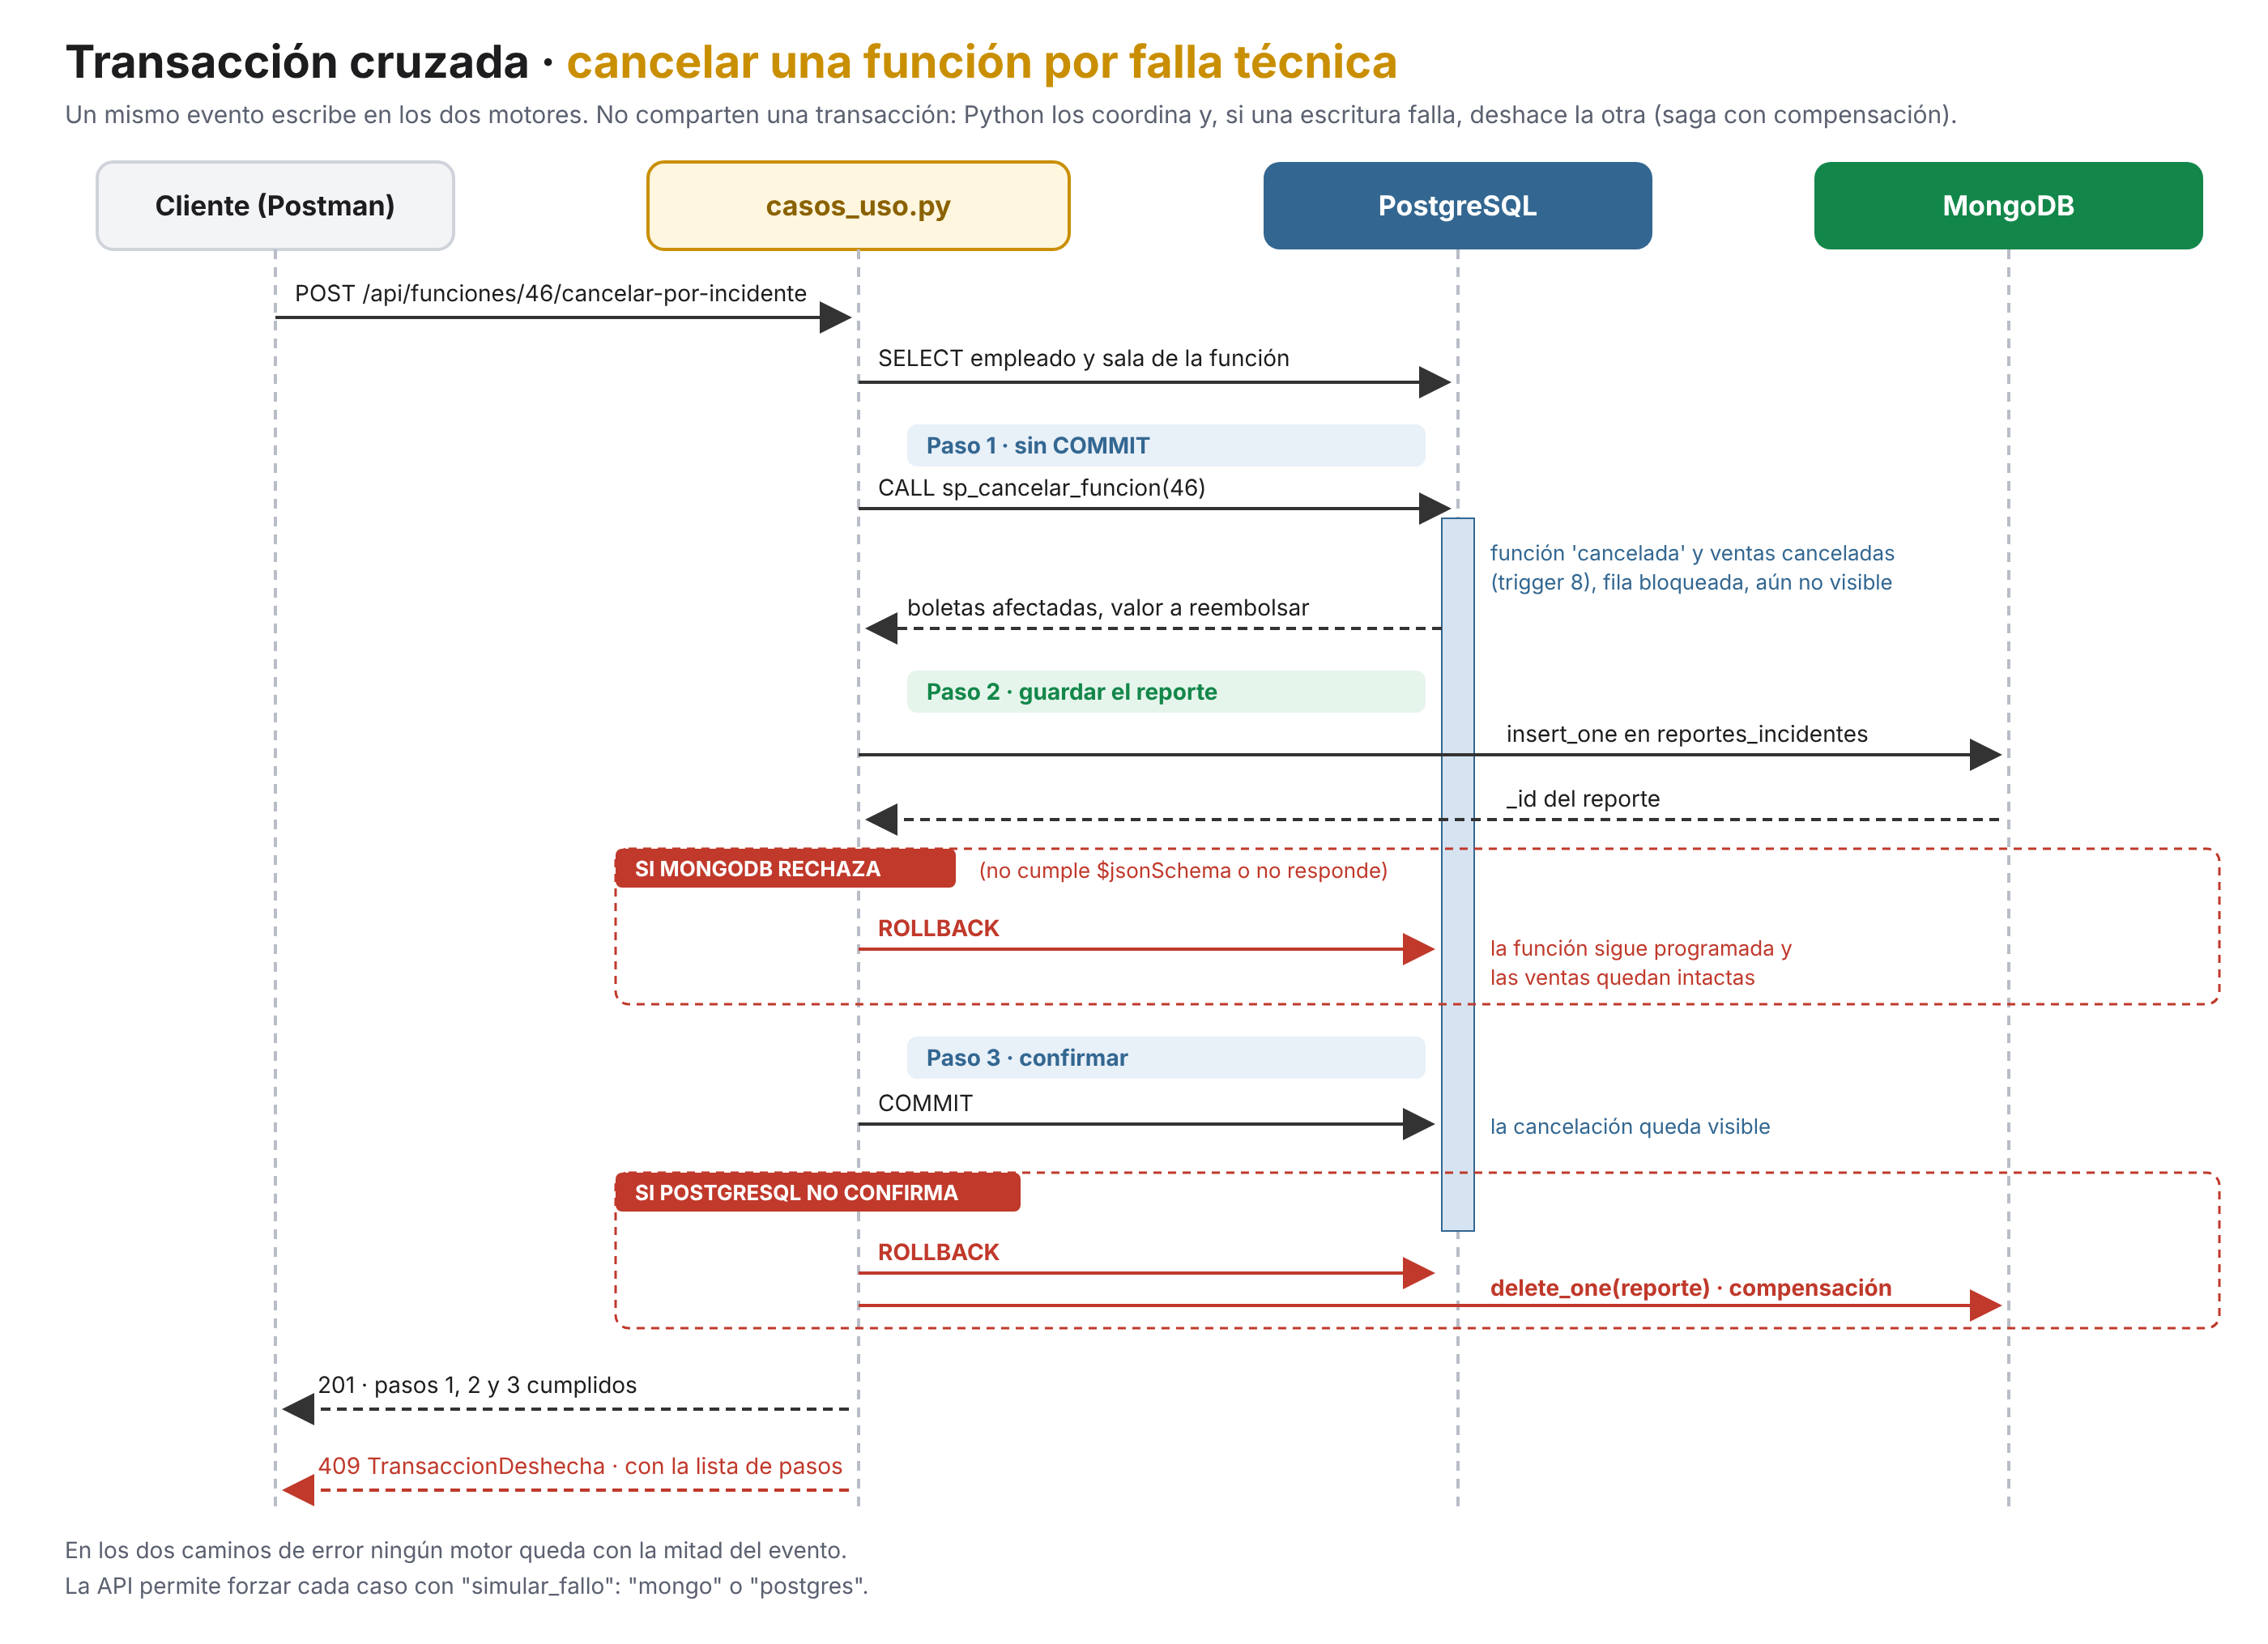 Transacción cruzada · cancelar una función por falla técnica
Un mismo evento escribe en los dos motores. No comparten una transacción: Python los coordina y, si una escritura falla, deshace la otra (saga con compensación).
Cliente (Postman)
casos_uso.py
PostgreSQL
MongoDB
POST /api/funciones/46/cancelar-por-incidente
SELECT empleado y sala de la función
Paso 1 · sin COMMIT
CALL sp_cancelar_funcion(46)
función 'cancelada' y ventas canceladas
(trigger 8), fila bloqueada, aún no visible
boletas afectadas, valor a reembolsar
Paso 2 · guardar el reporte
insert_one en reportes_incidentes
_id del reporte
SI MONGODB RECHAZA
(no cumple $jsonSchema o no responde)
ROLLBACK
la función sigue programada y
las ventas quedan intactas
Paso 3 · confirmar
COMMIT
la cancelación queda visible
SI POSTGRESQL NO CONFIRMA
ROLLBACK
delete_one(reporte) · compensación
201 · pasos 1, 2 y 3 cumplidos
409 TransaccionDeshecha · con la lista de pasos
En los dos caminos de error ningún motor queda con la mitad del evento.
La API permite forzar cada caso con "simular_fallo": "mongo" o "postgres".